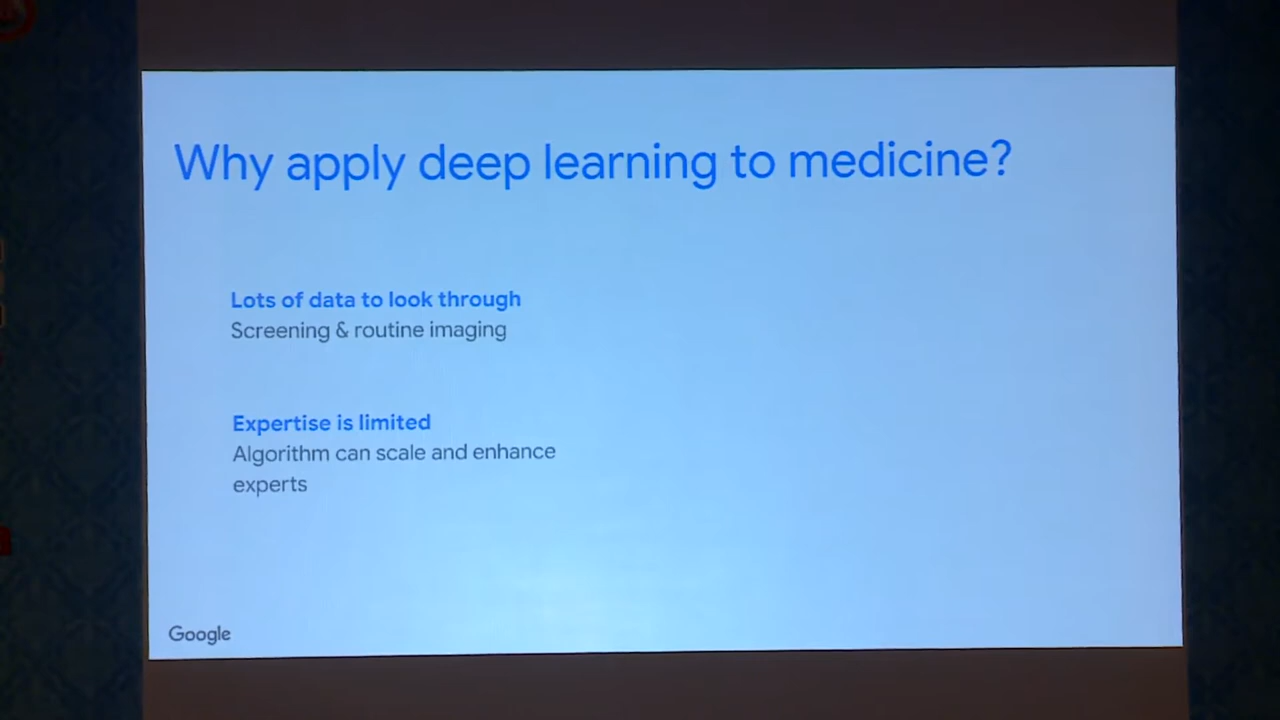 Why apply deep learning to medicine?
Lots of data to look through
Screening & routine imaging
Expertise is limited
Algorithm can scale and enhance
experts
Google